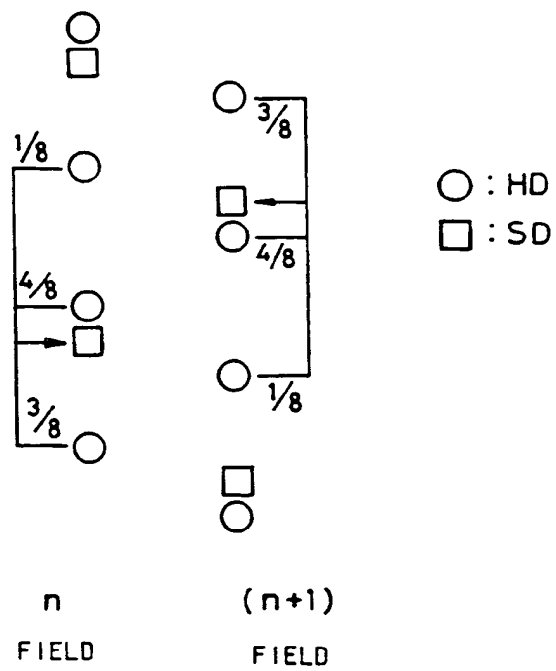 1/8
4/8
3/8
3/8
4/8
1/8
○ : HD
□ : SD
n
FIELD
(n+1)
FIELD